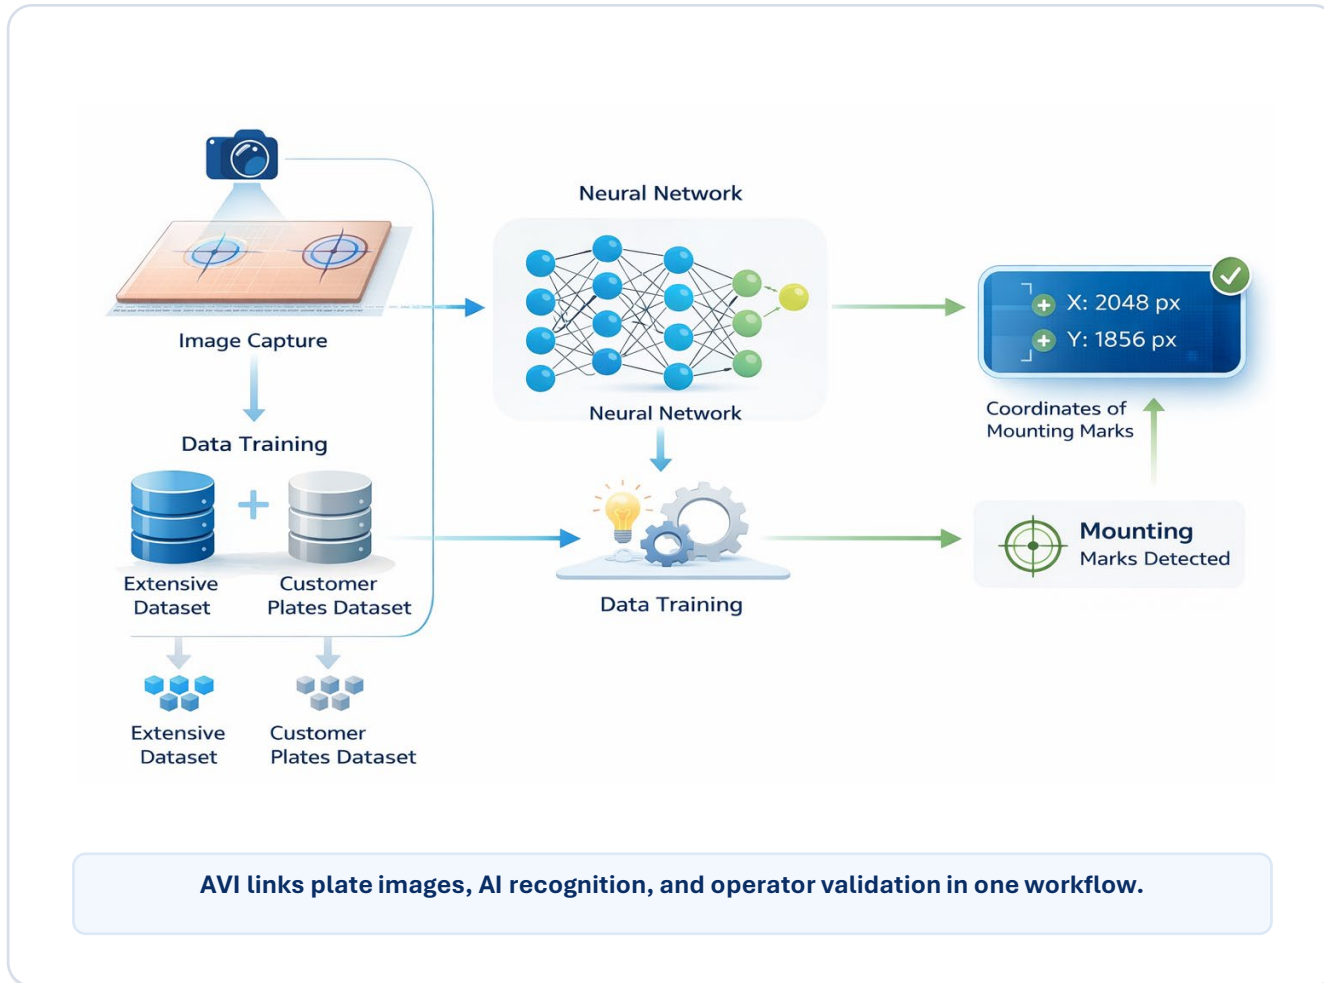 Neural Network
Image Capture
Neural Network
X: 2048 px
Y: 1856 px
Coordinates of
Mounting Marks
Data Training
Extensive
Dataset
Customer
Plates Dataset
Data Training
Mounting
Marks Detected
Extensive
Dataset
Customer
Plates Dataset
AVI links plate images, AI recognition, and operator validation in one workflow.